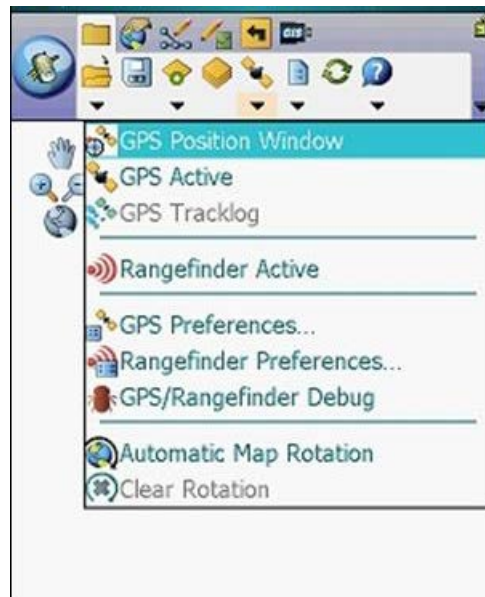 GIS
GPS Position Window
GPS Active
GPS Tracklog
Rangefinder Active
GPS Preferences...
Rangefinder Preferences...
GPS/Rangefinder Debug
Automatic Map Rotation
Clear Rotation